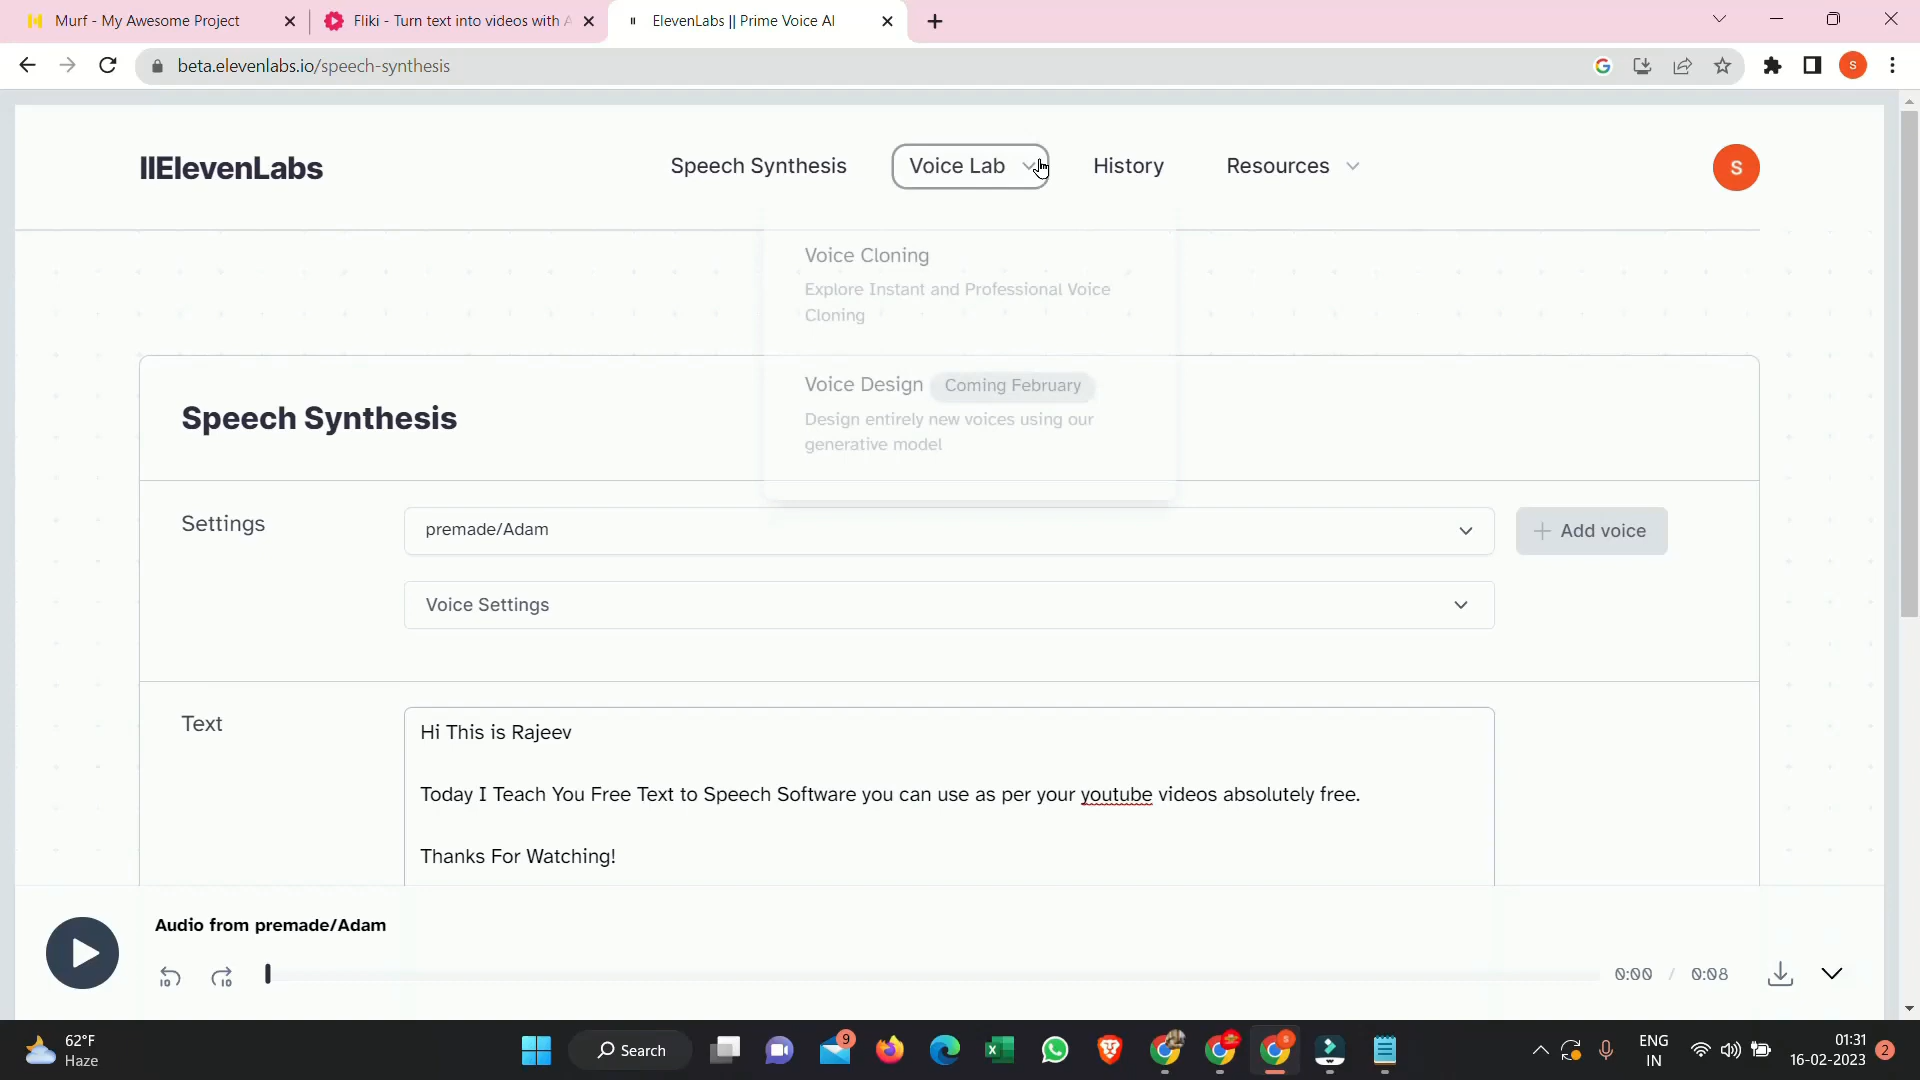 Murf - My Awesome Project
Fliki - Turn text into videos with A
ElevenLabs || Prime Voice AI
beta.elevenlabs.io/speech-synthesis
S
IIElevenLabs
Speech Synthesis
Voice Lab
History
Resources
S
Voice Cloning
Explore Instant and Professional Voice
Cloning
Voice Design
Coming February
Design entirely new voices using our
generative model
Speech Synthesis
Settings
premade/Adam
Add voice
Voice Settings
Text
Hi This is Rajeev
Today I Teach You Free Text to Speech Software you can use as per your youtube videos absolutely free.
Thanks For Watching!
Audio from premade/Adam
10
10
0:00 / 0:08
62°F
Haze
Search
9
ENG
IN
01:31
16-02-2023
2